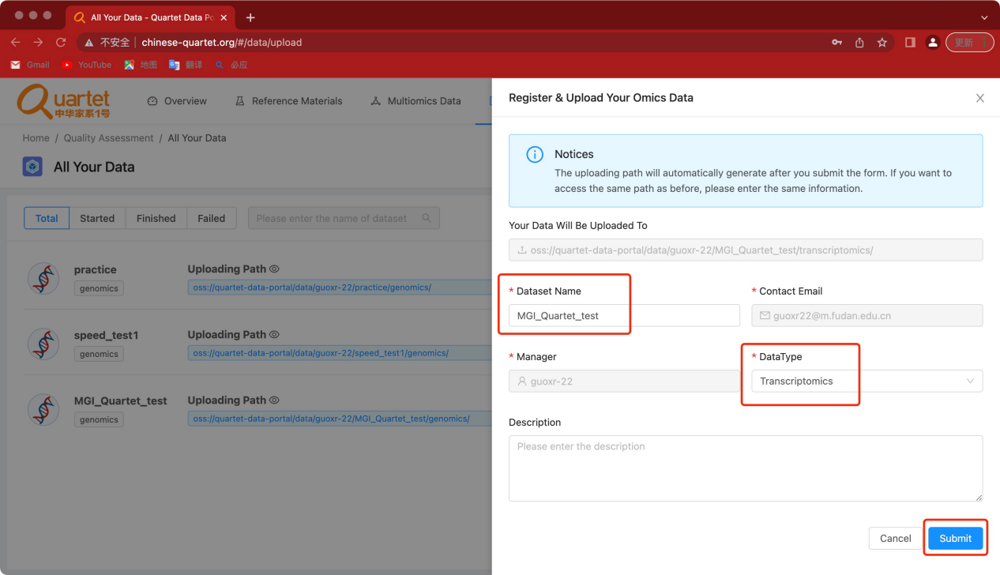 All Your Data - Quartet Data Po
不安全
chinese-quartet.org/#/data/upload
更新
Gmail
YouTube
地图
翻译
必应
Quartet
中华家系1号
Overview
Reference Materials
Multiomics Data
Home / Quality Assessment / All Your Data
All Your Data
Total
Started
Finished
Failed
Please enter the name of dataset
practice
genomics
Uploading Path
oss://quartet-data-portal/data/guoxr-22/practice/genomics/
speed_test1
genomics
Uploading Path
oss://quartet-data-portal/data/guoxr-22/speed_test1/genomics/
MGI_Quartet_test
genomics
Uploading Path
oss://quartet-data-portal/data/guoxr-22/MGI_Quartet_test/genomics/
Register & Upload Your Omics Data
Notices
The uploading path will automatically generate after you submit the form. If you want to
access the same path as before, please enter the same information.
Your Data Will Be Uploaded To
oss://quartet-data-portal/data/guoxr-22/MGI_Quartet_test/transcriptomics/
* Dataset Name
MGI_Quartet_test
* Contact Email
guoxr22@m.fudan.edu.cn
* Manager
guoxr-22
* DataType
Transcriptomics
Description
Please enter the description
Cancel
Submit